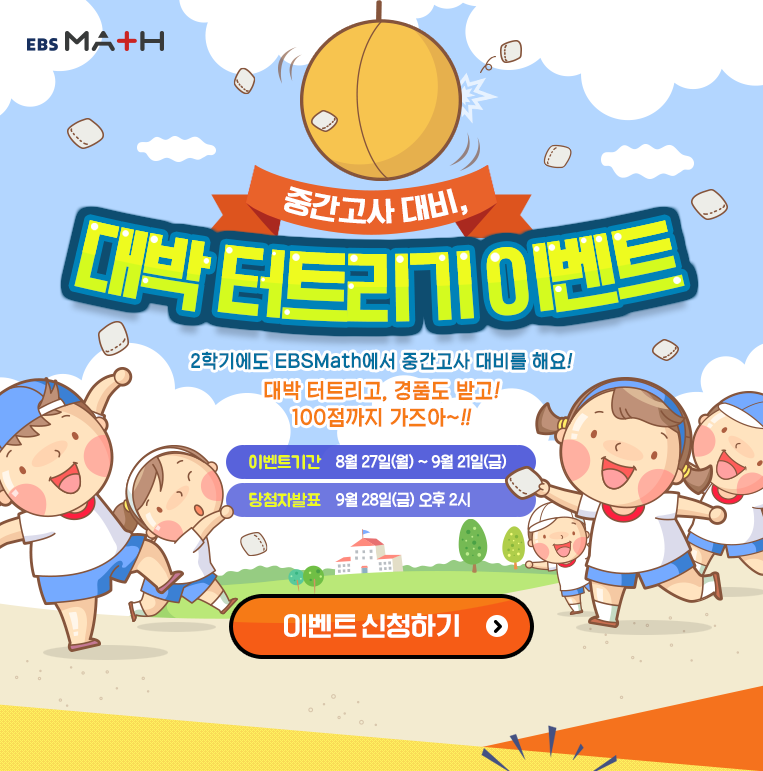 EBS MATH
중간고사 대비,
대박 터트리기 이벤트
2학기에도 EBSMath에서 중간고사 대비를 해요!
대박 터트리고, 경품도 받고!
100점까지 가즈아~!!
이벤트기간 8월 27일(월) ~ 9월 21일(금)
당첨자발표 9월 28일(금) 오후 2시
이벤트 신청하기